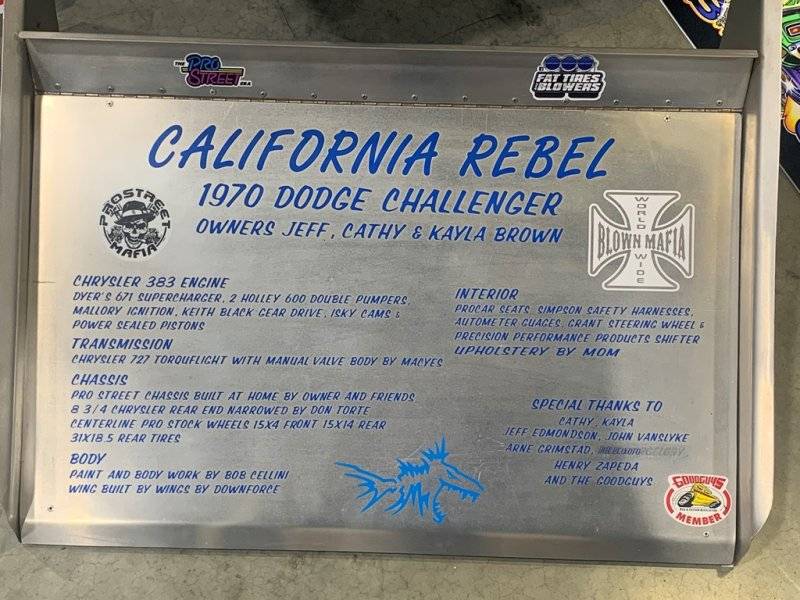 THE PRO STREET ERA
FAT TIRES
AND BLOWERS
CALIFORNIA REBEL
1970 DODGE CHALLENGER
OWNERS JEFF, CATHY & KAYLA BROWN
PROSTREET
MAFIA
WORLD
BLOWN MAFIA
WIDE
CHRYSLER 383 ENGINE
DYER'S 671 SUPERCHARGER, 2 HOLLEY 600 DOUBLE PUMPERS,
MALLORY IGNITION, KEITH BLACK GEAR DRIVE, ISKY CAMS &
POWER SEALED PISTONS
TRANSMISSION
CHRYSLER 727 TORQUFLIGHT WITH MANUAL VALVE BODY BY MACYES
CHASSIS
PRO STREET CHASSIS BUILT AT HOME BY OWNER AND FRIENDS
8 3/4 CHRYSLER REAR END NARROWED BY DON TORTE
CENTERLINE PRO STOCK WHEELS 15X4 FRONT 15X14 REAR
31X18.5 REAR TIRES
BODY
PAINT AND BODY WORK BY BOB CELLINI
WING BUILT BY WINGS BY DOWNFORCE
INTERIOR
PROCAR SEATS, SIMPSON SAFETY HARNESSES,
AUTOMETER GUAGES, GRANT STEERING WHEEL &
PRECISION PERFORMANCE PRODUCTS SHIFTER
UPHOLSTERY BY MOM
SPECIAL THANKS TO
CATHY, KAYLA
JEFF EDMONDSON, JOHN VANSLYKE
ARNE GRIMSTAD,
HENRY ZAPEDA
AND THE GOODGUYS
GOODGUYS
MEMBER